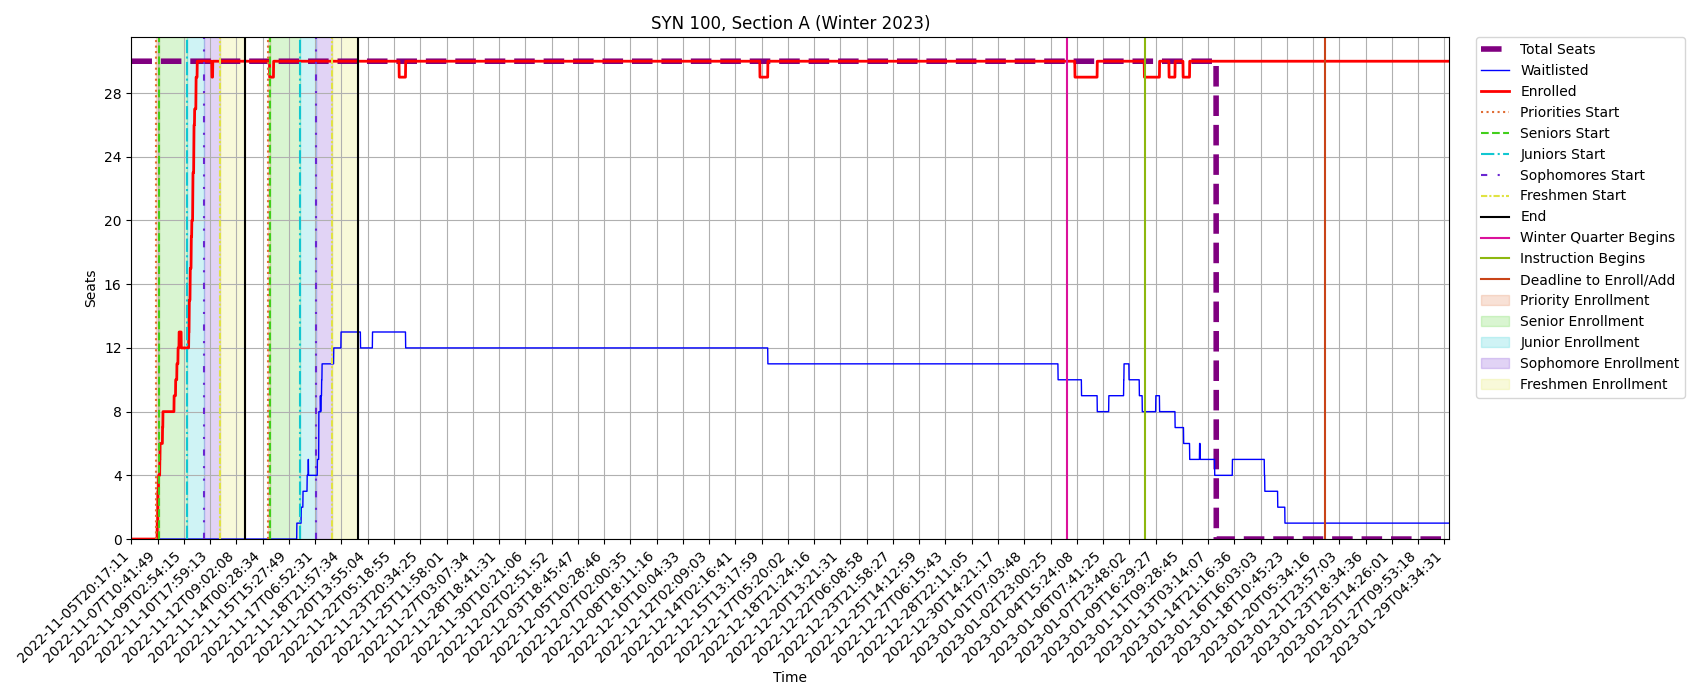 SYN 100, Section A (Winter 2023)
Seats
28
24
20
16
12
8
4
0
2022-11-05T20:17:11
2022-11-07T10:41:49
2022-11-09T02:54:15
2022-11-10T17:59:13
2022-11-12T09:02:08
2022-11-14T00:28:34
2022-11-15T15:27:49
2022-11-17T06:52:31
2022-11-18T21:57:34
2022-11-20T13:55:04
2022-11-22T05:18:55
2022-11-23T20:34:25
2022-11-25T11:58:01
2022-11-27T03:07:34
2022-11-28T18:41:31
2022-11-30T10:21:06
2022-12-02T02:51:52
2022-12-03T18:45:47
2022-12-05T10:28:46
2022-12-07T02:00:35
2022-12-08T18:11:16
2022-12-10T10:04:33
2022-12-12T02:09:03
2022-12-14T02:16:41
2022-12-15T13:17:59
2022-12-17T05:20:02
2022-12-18T21:24:16
2022-12-20T13:21:31
2022-12-22T06:08:58
2022-12-23T21:58:27
2022-12-25T14:12:59
2022-12-27T06:15:43
2022-12-28T22:11:05
2022-12-30T14:21:17
2023-01-01T07:03:48
2023-01-02T23:00:25
2023-01-04T15:24:08
2023-01-06T07:41:25
2023-01-07T23:48:02
2023-01-09T16:29:27
2023-01-11T09:28:45
2023-01-13T03:14:07
2023-01-14T21:16:36
2023-01-16T16:03:03
2023-01-18T10:45:23
2023-01-20T05:34:16
2023-01-21T23:57:03
2023-01-23T18:34:36
2023-01-25T14:26:01
2023-01-27T09:53:18
2023-01-29T04:34:31
Time
Total Seats
Waitlisted
Enrolled
Priorities Start
Seniors Start
Juniors Start
Sophomores Start
Freshmen Start
End
Winter Quarter Begins
Instruction Begins
Deadline to Enroll/Add
Priority Enrollment
Senior Enrollment
Junior Enrollment
Sophomore Enrollment
Freshmen Enrollment